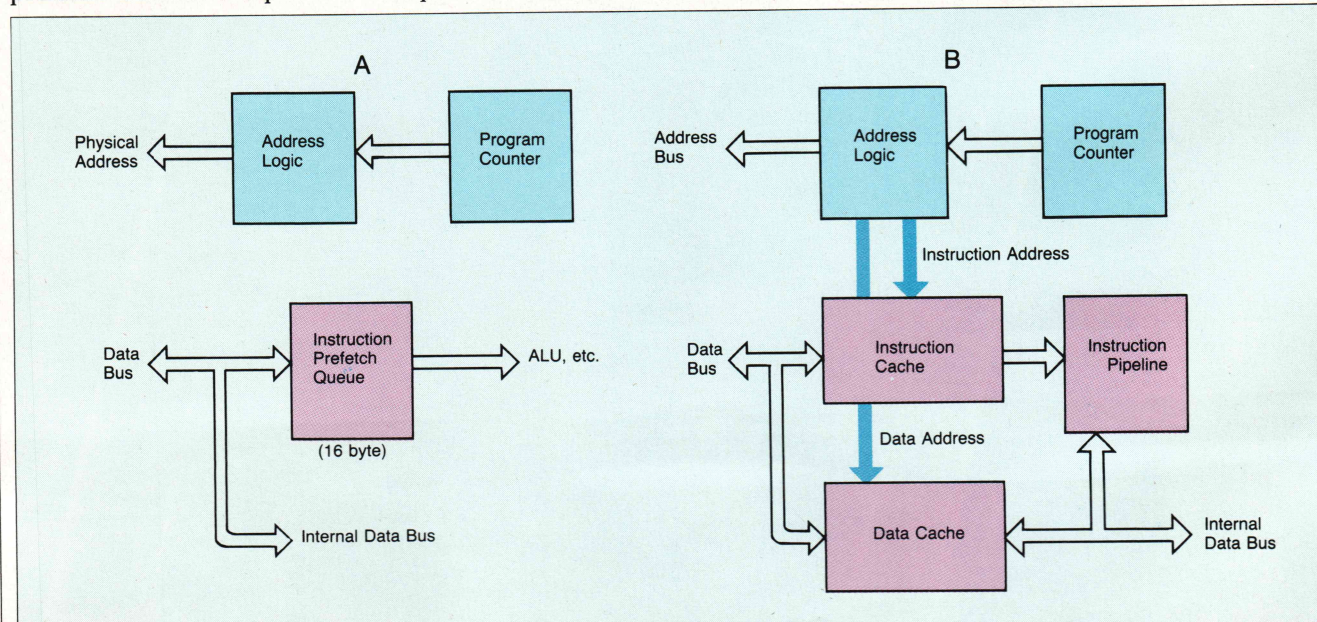 A
Physical
Address
Address
Logic
Program
Counter
Data
Bus
Instruction
Prefetch
Queue
(16 byte)
ALU, etc.
Internal Data Bus
B
Address
Bus
Address
Logic
Program
Counter
Instruction Address
Data
Bus
Instruction
Cache
Instruction
Pipeline
Data Address
Data Cache
Internal
Data Bus